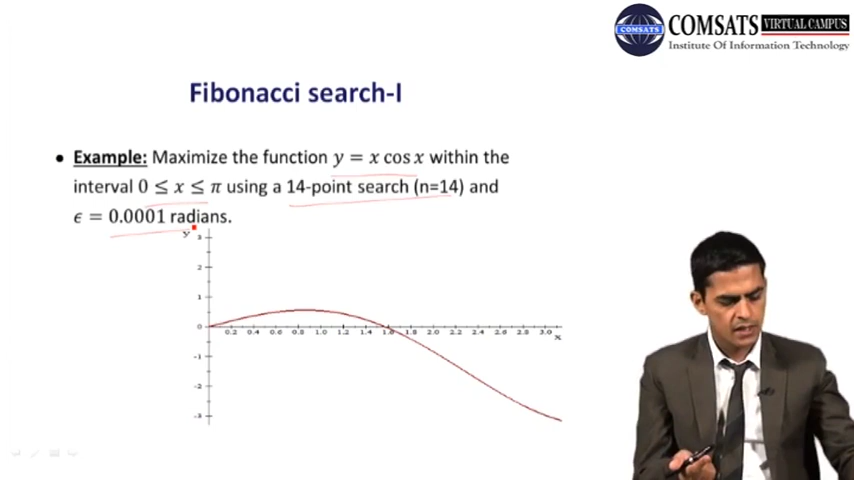 COMSATS VIRTUAL CAMPUS
COMSATS
Institute Of Information Technology
Fibonacci search-I
• Example: Maximize the function y = x cos x within the
interval 0 ≤ x ≤ π using a 14-point search (n=14) and
ϵ = 0.0001 radians.
y
3
2
1
0
0.2 0.4 0.6 0.8 1.0 1.2 1.4 1.6 1.8 2.0 2.2 2.4 2.6 2.8 3.0
x
-1
-2
-3